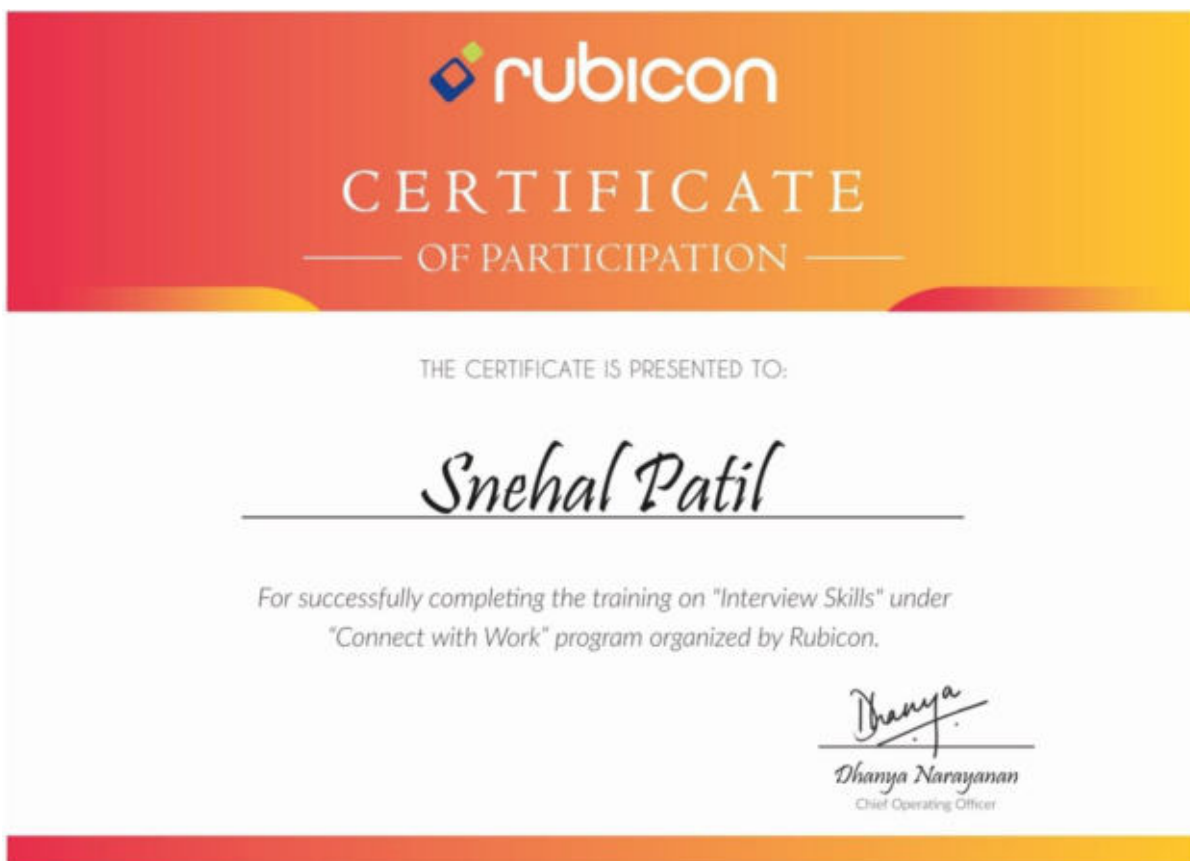 rubicon
CERTIFICATE
OF PARTICIPATION
THE CERTIFICATE IS PRESENTED TO:
Snehal Patil
For successfully completing the training on "Interview Skills" under
"Connect with Work" program organized by Rubicon.
Dhanya
Dhanya Narayanan
Chief Operating Officer